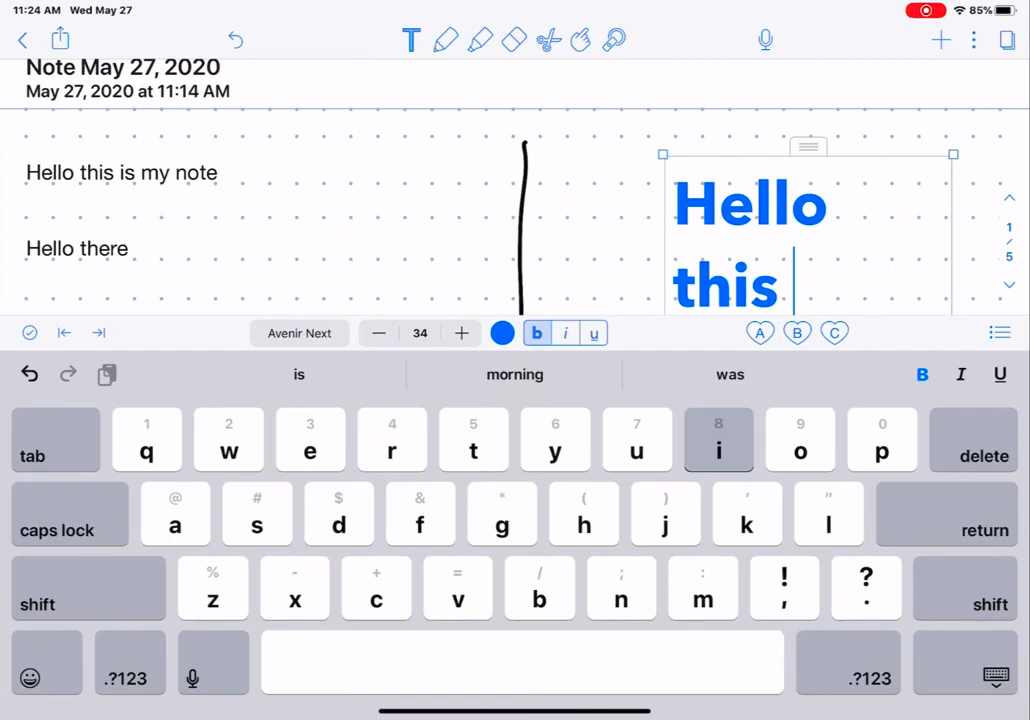 11:24 AM Wed May 27
85%
T
Note May 27, 2020
May 27, 2020 at 11:14 AM
Hello this is my note
Hello there
Hello
this
1
/
5
Avenir Next
— 34 +
b i u
A B C
is morning was
B I U
1 2 3 4 5 6 7 8 9 0
tab q w e r t y u i o p delete
@ # $ & * ( ) ' "
caps lock a s d f g h j k l return
% - + = / ; : ! ?
shift z x c v b n m , . shift
.?123 .?123